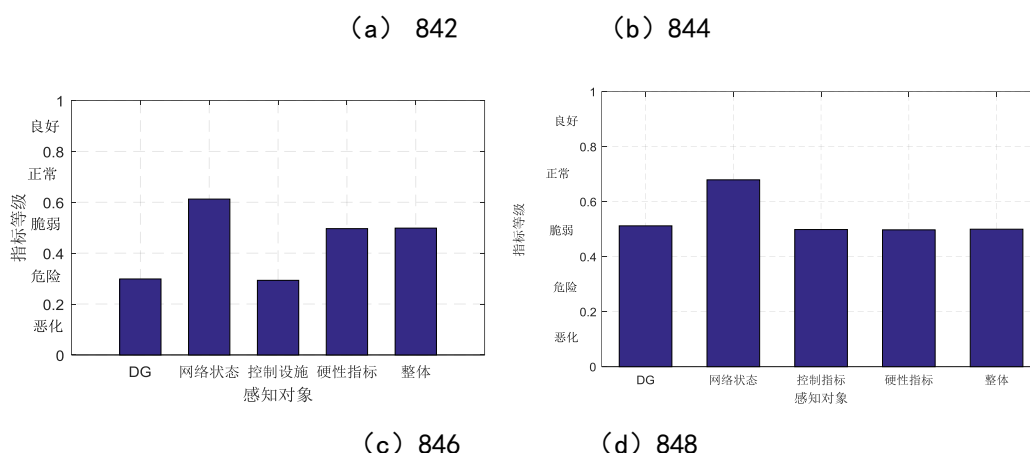 （a） 842 （b）844
1
良好
0.8
正常
0.6
脆弱
0.4
危险
0.2
恶化
0
指标等级
DG 网络状态 控制设施 硬性指标 整体
感知对象
1
良好
0.8
正常
0.6
脆弱
0.4
危险
0.2
恶化
0
指标等级
DG 网络状态 控制指标 硬性指标 整体
感知对象
（c）846 （d）848